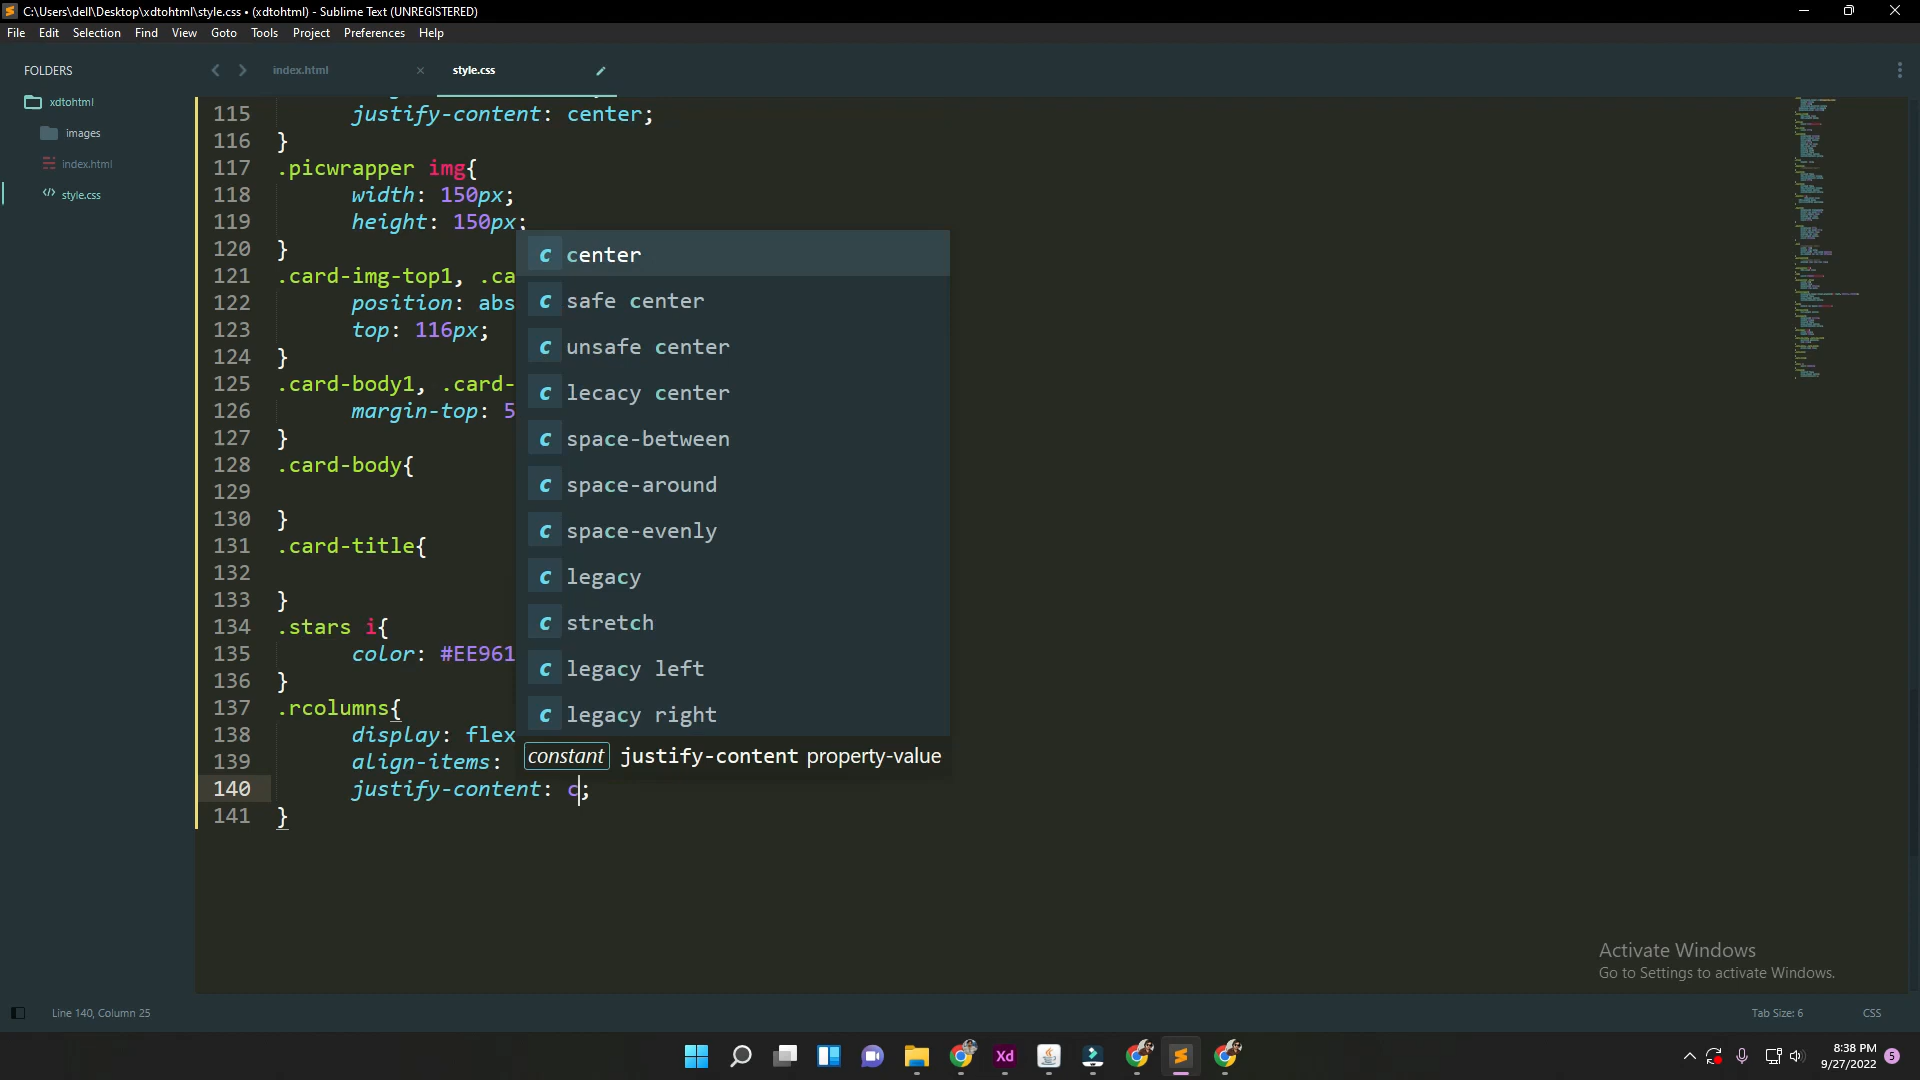 C:\Users\dell\Desktop\xdtohtml\style.css • (xdtohtml) - Sublime Text (UNREGISTERED)
File Edit Selection Find View Goto Tools Project Preferences Help
FOLDERS
xdtohtml
images
index.html
style.css
index.html
style.css
115 justify-content: center;
116 }
117 .picwrapper img{
118 width: 150px;
119 height: 150px;
120 }
121 .card-img-top1, .ca
122 position: abs
123 top: 116px;
124 }
125 .card-body1, .card-
126 margin-top: 5
127 }
128 .card-body{
129
130 }
131 .card-title{
132
133 }
134 .stars i{
135 color: #EE961
136 }
137 .rcolumns{
138 display: flex
139 align-items:
140 justify-content: c;
141 }
c center
c safe center
c unsafe center
c lecacy center
c space-between
c space-around
c space-evenly
c legacy
c stretch
c legacy left
c legacy right
constant justify-content property-value
Activate Windows
Go to Settings to activate Windows.
Line 140, Column 25
Tab Size: 6
CSS
Xd
8:38 PM
9/27/2022
5